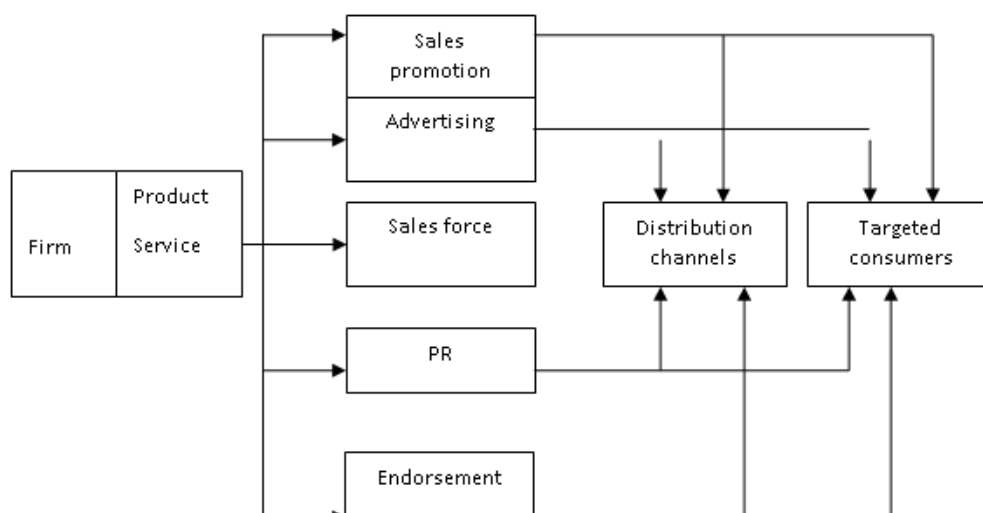 Sales
promotion
Advertising
Product
Firm
Service
Sales force
Distribution
channels
Targeted
consumers
PR
Endorsement